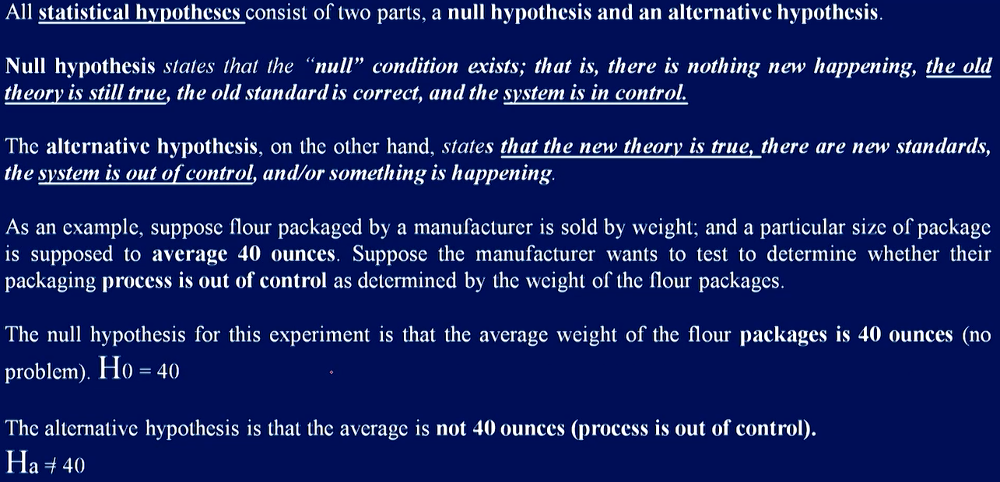 All statistical hypotheses consist of two parts, a null hypothesis and an alternative hypothesis.
Null hypothesis states that the “null” condition exists; that is, there is nothing new happening, the old
theory is still true, the old standard is correct, and the system is in control.
The alternative hypothesis, on the other hand, states that the new theory is true, there are new standards,
the system is out of control, and/or something is happening.
As an example, suppose flour packaged by a manufacturer is sold by weight; and a particular size of package
is supposed to average 40 ounces. Suppose the manufacturer wants to test to determine whether their
packaging process is out of control as determined by the weight of the flour packages.
The null hypothesis for this experiment is that the average weight of the flour packages is 40 ounces (no
problem). H0 = 40
The alternative hypothesis is that the average is not 40 ounces (process is out of control).
Ha ≠ 40